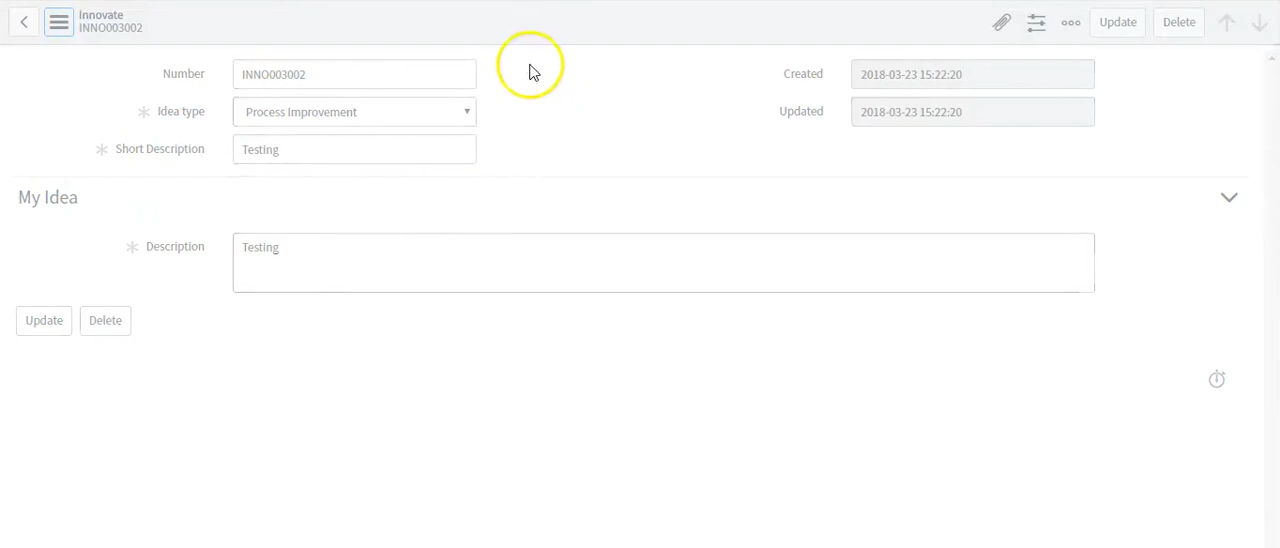 Innovate
INNO003002
Update
Delete
Number
INNO003002
Created
2018-03-23 15:22:20
Idea type
Process Improvement
Updated
2018-03-23 15:22:20
Short Description
Testing
My Idea
Description
Testing
Update
Delete